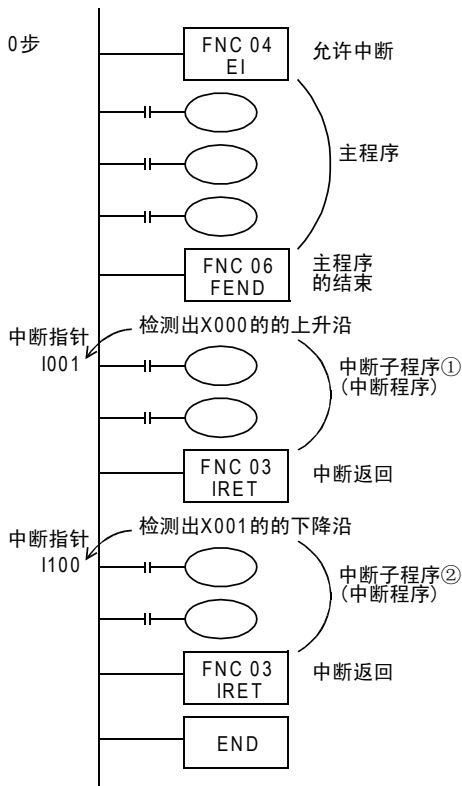 0步
FNC 04
EI
允许中断
主程序
FNC 06
FEND
主程序
的结束
中断指针
I001
检测出X000的的上升沿
中断子程序①
(中断程序)
FNC 03
IRET
中断返回
中断指针
I100
检测出X001的的下降沿
中断子程序②
(中断程序)
FNC 03
IRET
中断返回
END